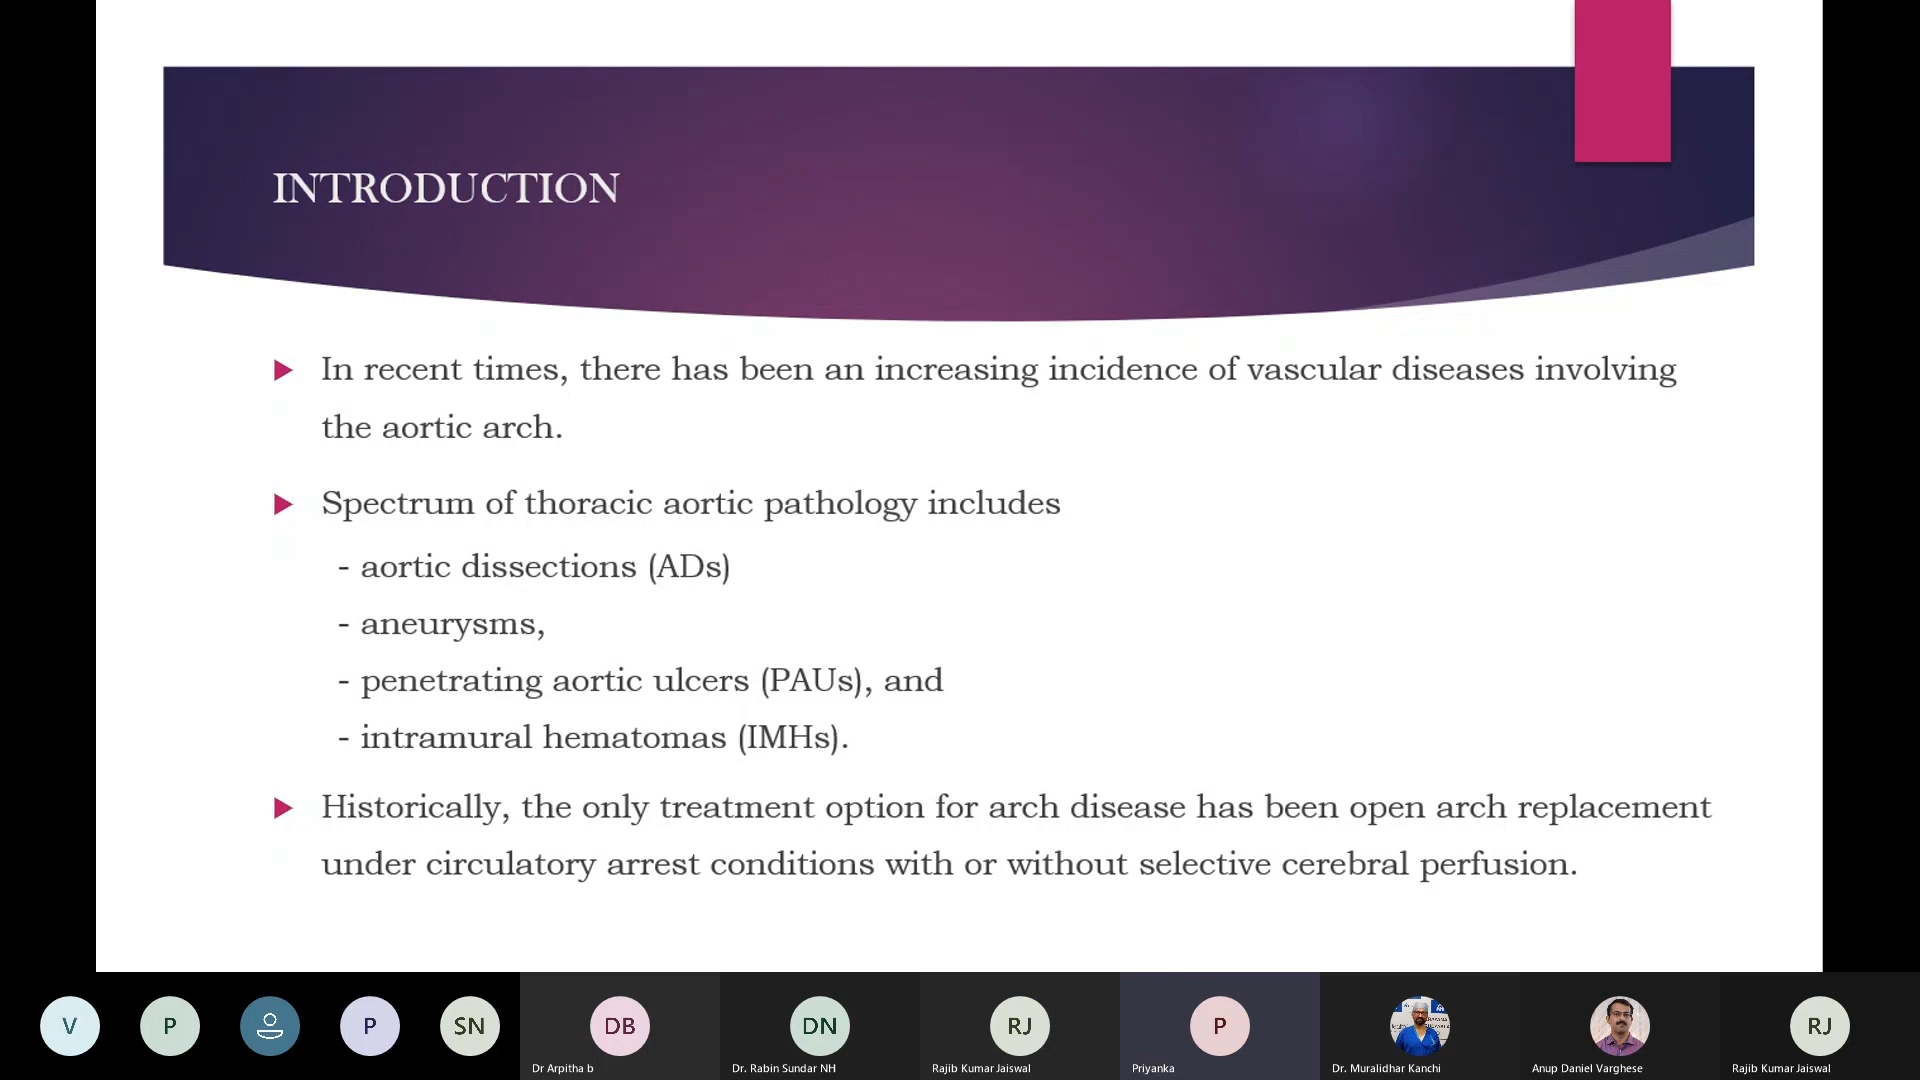 INTRODUCTION
In recent times, there has been an increasing incidence of vascular diseases involving
the aortic arch.
Spectrum of thoracic aortic pathology includes
- aortic dissections (ADs)
- aneurysms,
- penetrating aortic ulcers (PAUs), and
- intramural hematomas (IMHs).
Historically, the only treatment option for arch disease has been open arch replacement
under circulatory arrest conditions with or without selective cerebral perfusion.
V P P SN DB DN RJ P RJ
Dr Arpitha b Dr. Rabin Sundar NH Rajib Kumar Jaiswal Priyanka Dr. Muralidhar Kanchi Anup Daniel Varghese Rajib Kumar Jaiswal